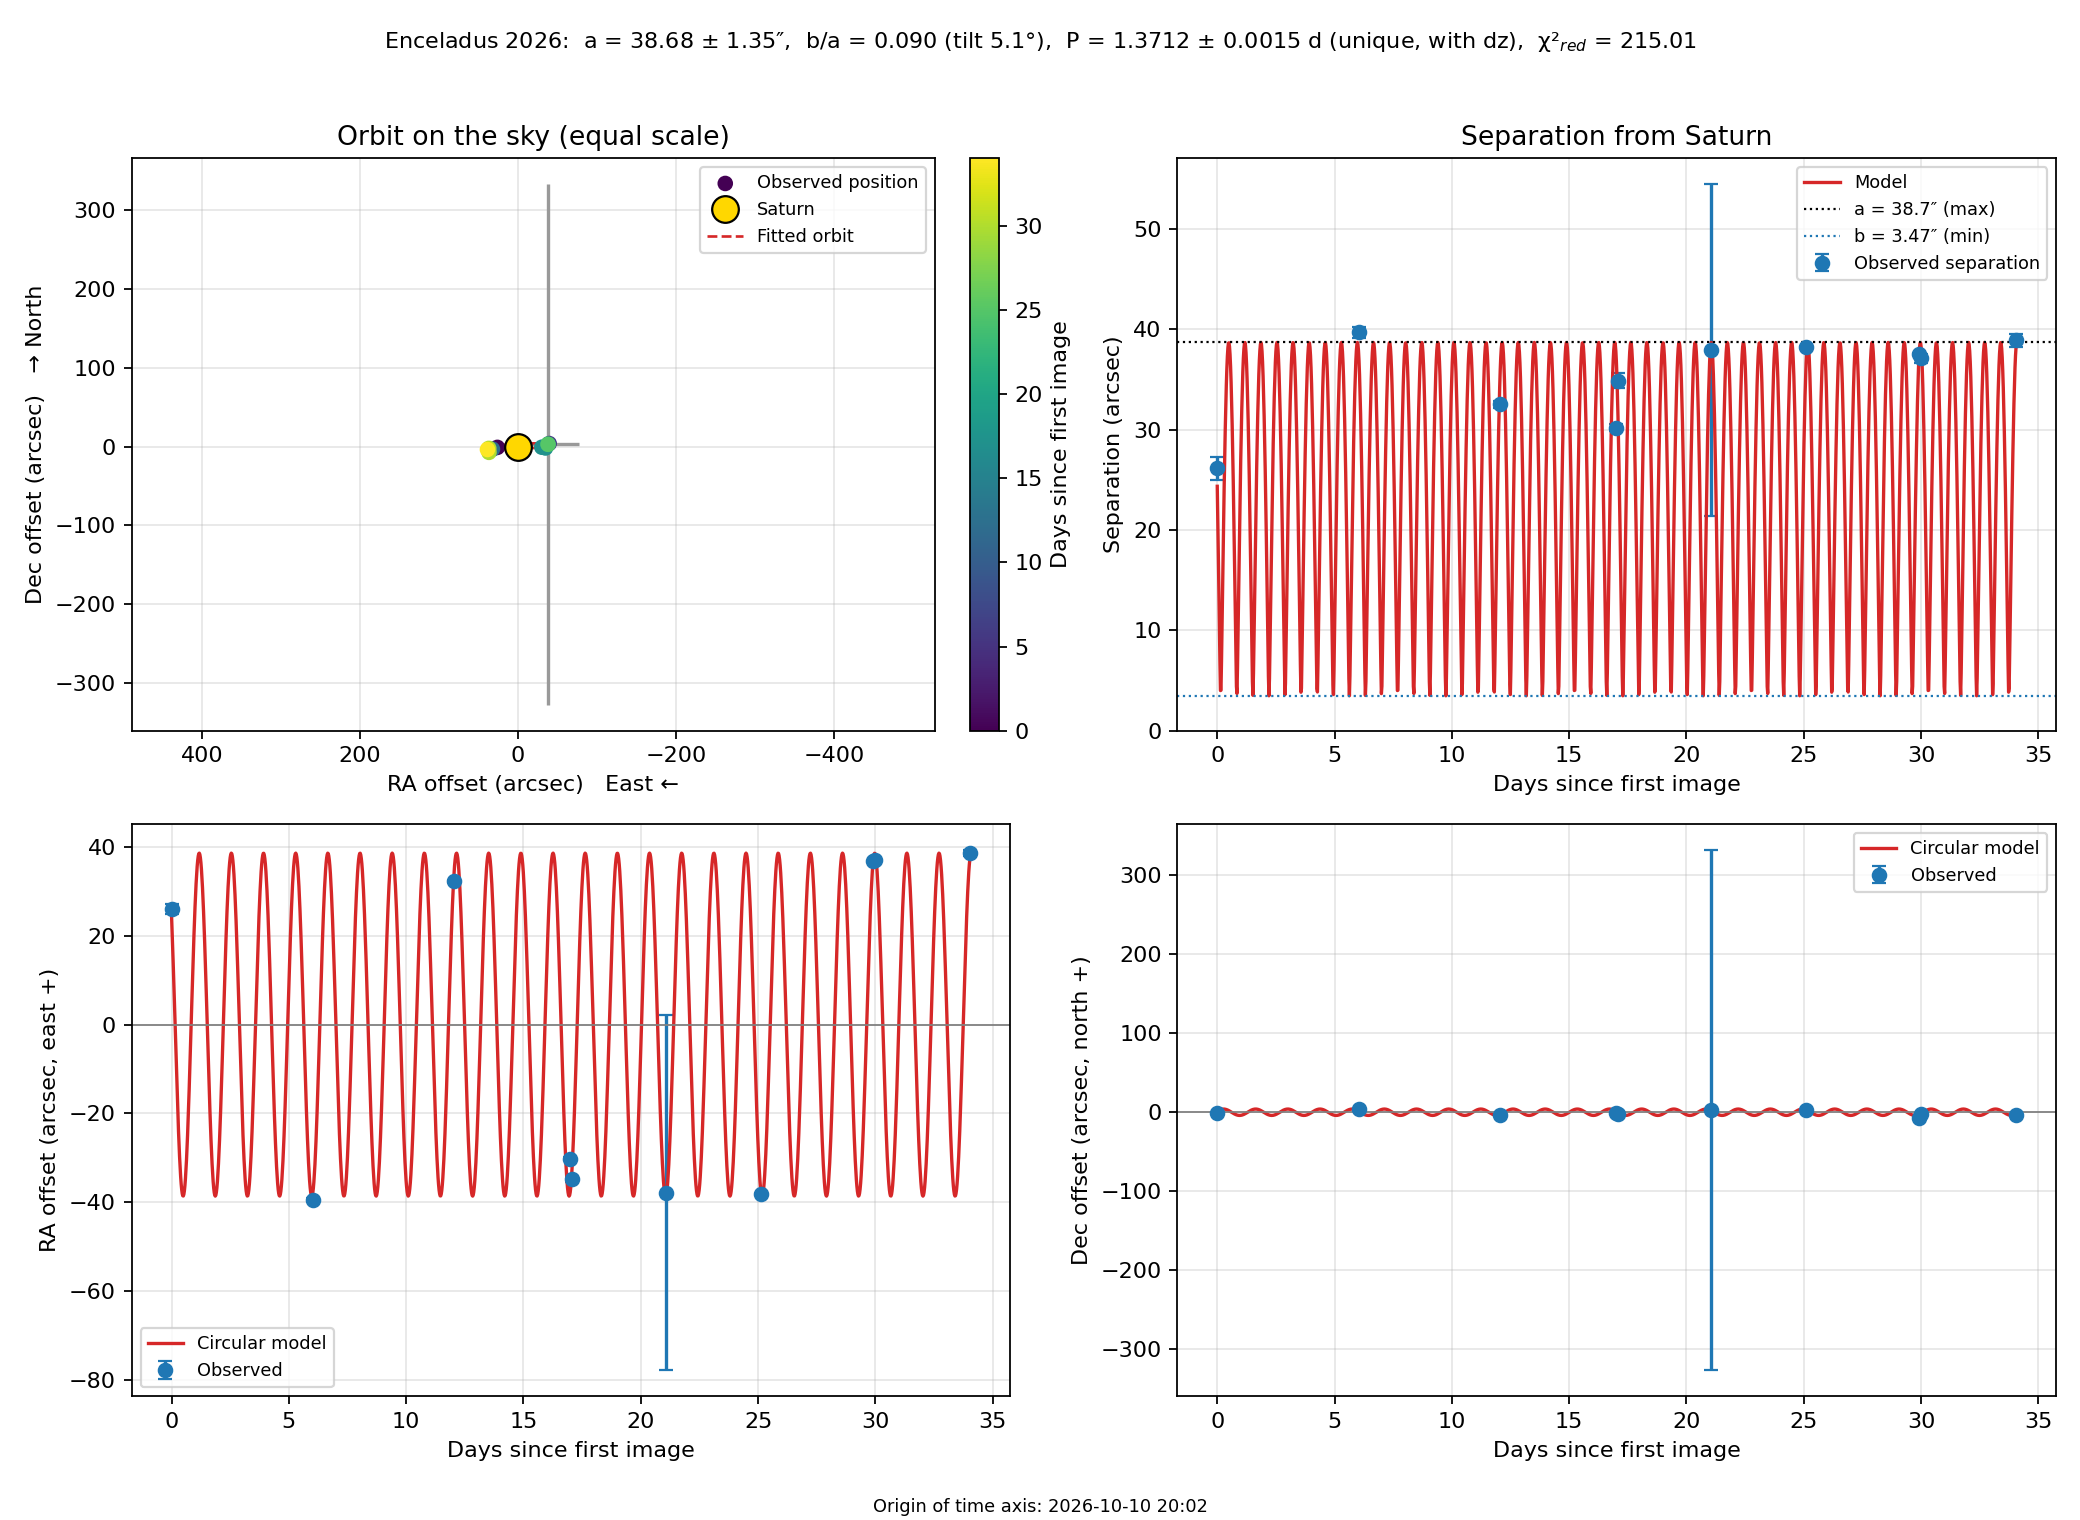 Enceladus 2026:  a = 38.68 ± 1.35″,  b/a = 0.090 (tilt 5.1°),  P = 1.3712 ± 0.0015 d (unique, with dz),  χ²red = 215.01
Orbit on the sky (equal scale)
Observed position
Saturn
Fitted orbit
300
200
100
0
−100
−200
−300
Dec offset (arcsec)   → North
400
200
0
−200
−400
RA offset (arcsec)   East ←
30
25
20
15
10
5
0
Days since first image
Separation from Saturn
Model
a = 38.7″ (max)
b = 3.47″ (min)
Observed separation
50
40
30
20
10
0
Separation (arcsec)
0
5
10
15
20
25
30
35
Days since first image
40
20
0
−20
−40
−60
−80
RA offset (arcsec, east +)
Circular model
Observed
0
5
10
15
20
25
30
35
Days since first image
Circular model
Observed
300
200
100
0
−100
−200
−300
Dec offset (arcsec, north +)
0
5
10
15
20
25
30
35
Days since first image
Origin of time axis: 2026-10-10 20:02